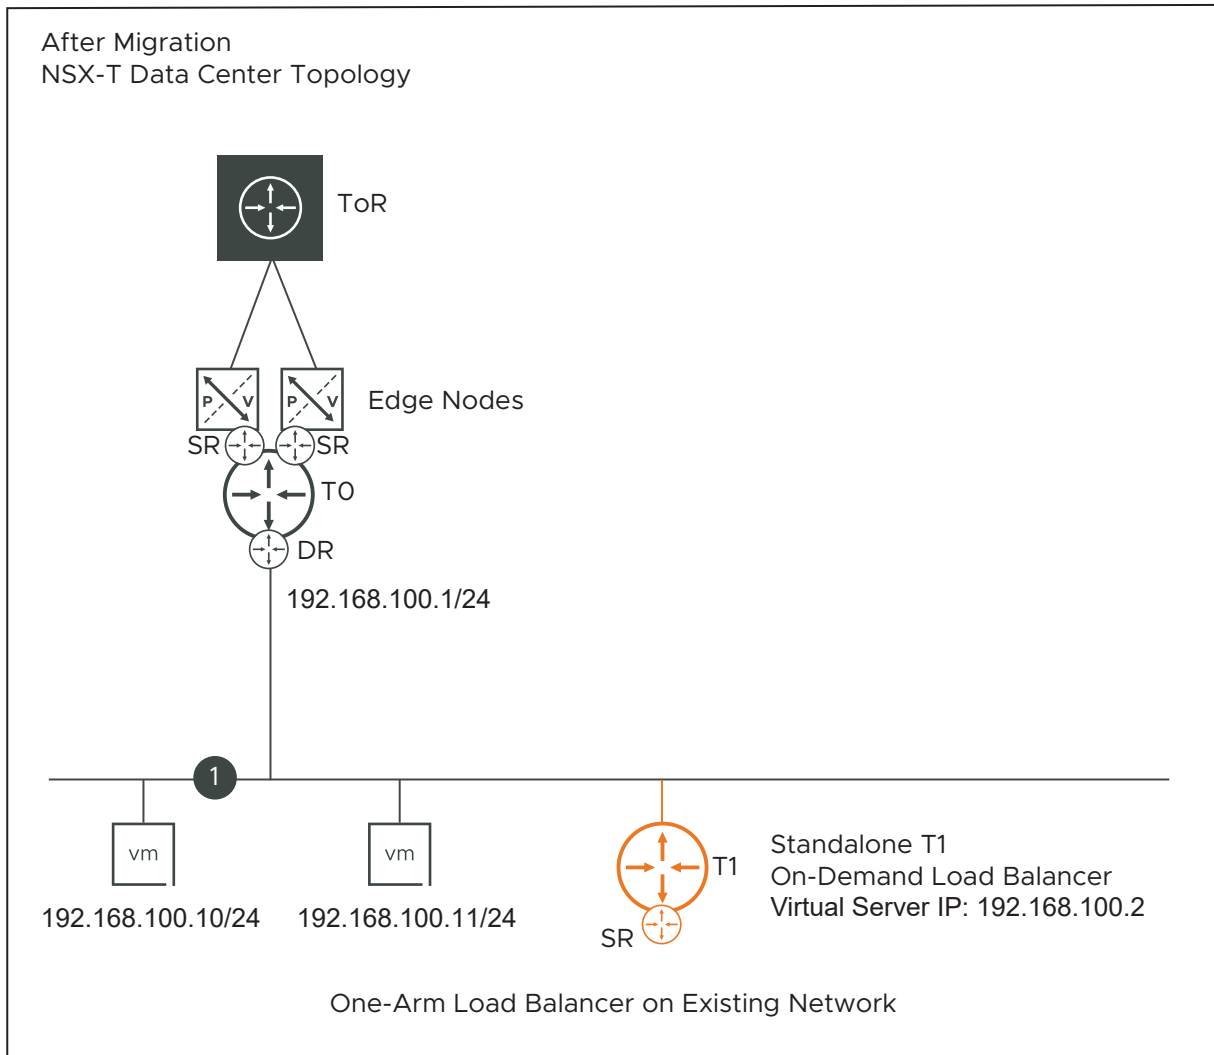 After Migration
NSX-T Data Center Topology
ToR
P V
P V
Edge Nodes
SR
SR
T0
DR
192.168.100.1/24
1
vm
vm
T1
Standalone T1
On-Demand Load Balancer
Virtual Server IP: 192.168.100.2
192.168.100.10/24
192.168.100.11/24
SR
One-Arm Load Balancer on Existing Network